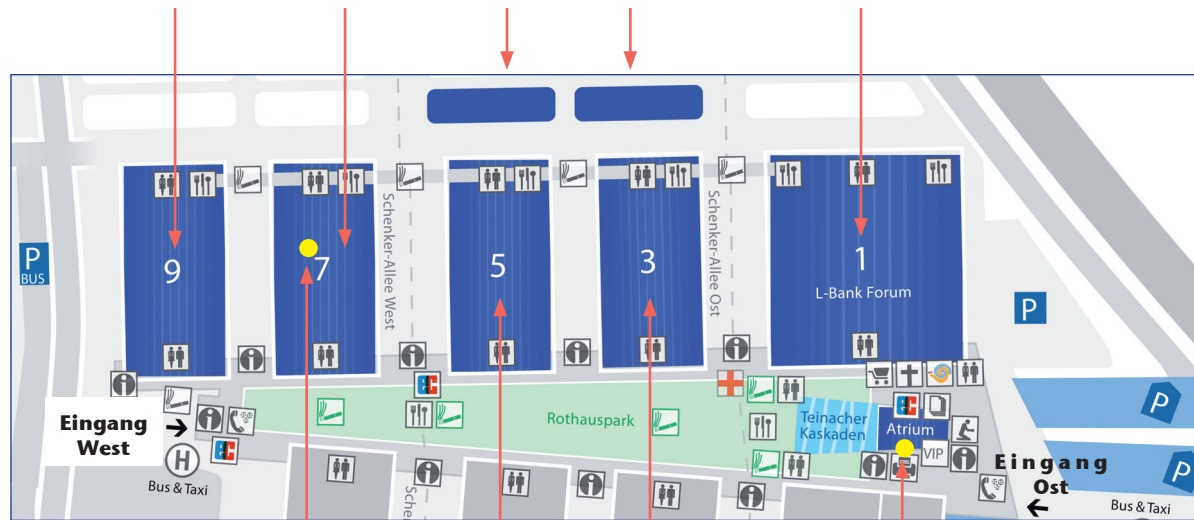 P
BUS
9
7
5
3
1
L-Bank Forum
Schenker-Allee West
Schenker-Allee Ost
P
Eingang
West
H
Bus & Taxi
Rothauspark
Teinacher
Kaskaden
Atrium
VIP
P
P
Eingang
Ost
Bus & Taxi